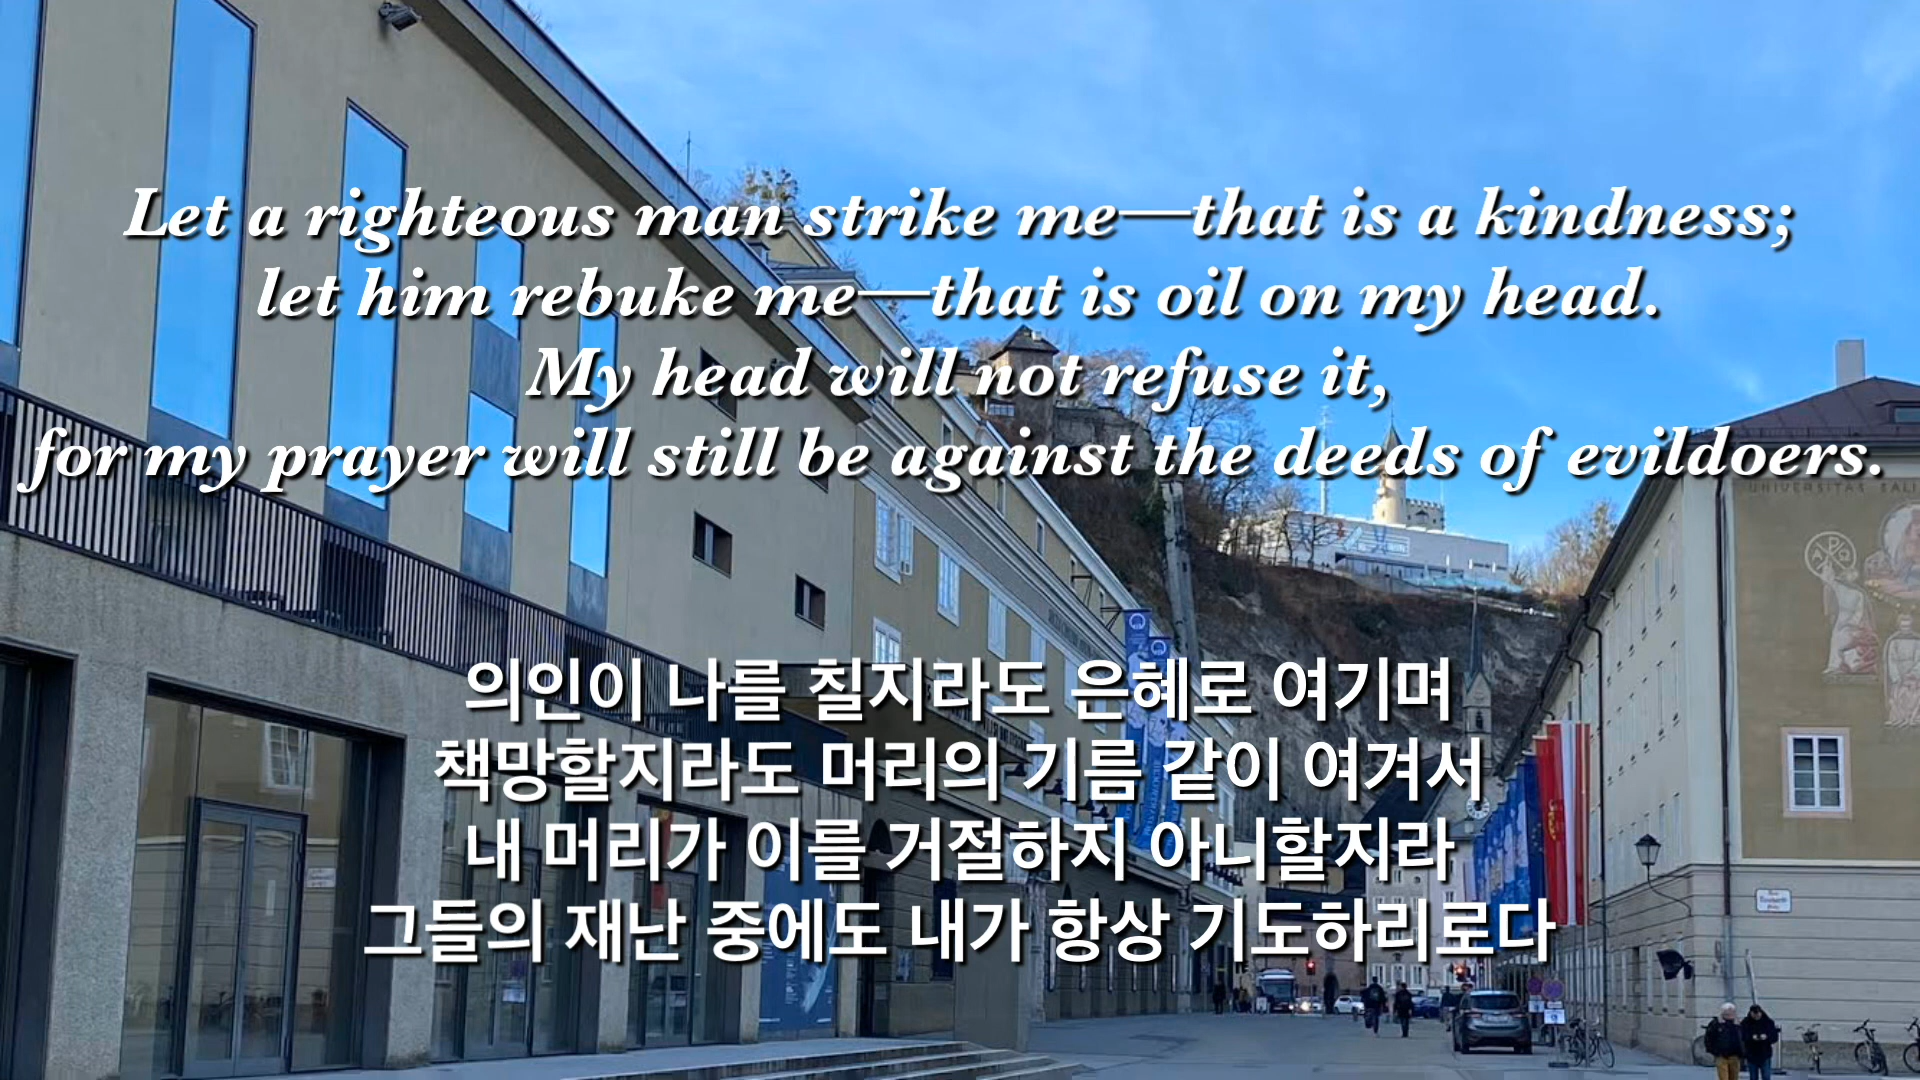 Let a righteous man strike me—that is a kindness;
let him rebuke me—that is oil on my head.
My head will not refuse it,
for my prayer will still be against the deeds of evildoers.
UNIVERSITAS
의인이 나를 칠지라도 은혜로 여기며
책망할지라도 머리의 기름 같이 여겨서
내 머리가 이를 거절하지 아니할지라
그들의 재난 중에도 내가 항상 기도하리로다